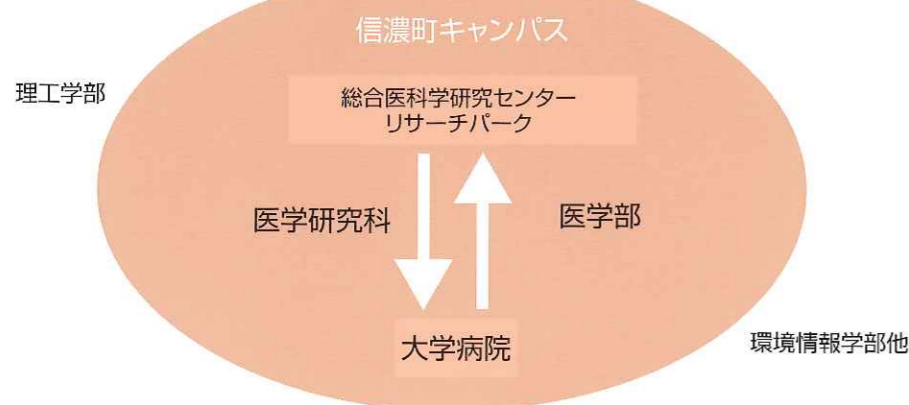 信濃町キャンパス
理工学部
総合医科学研究センター
リサーチパーク
医学研究科
医学部
大学病院
環境情報学部他